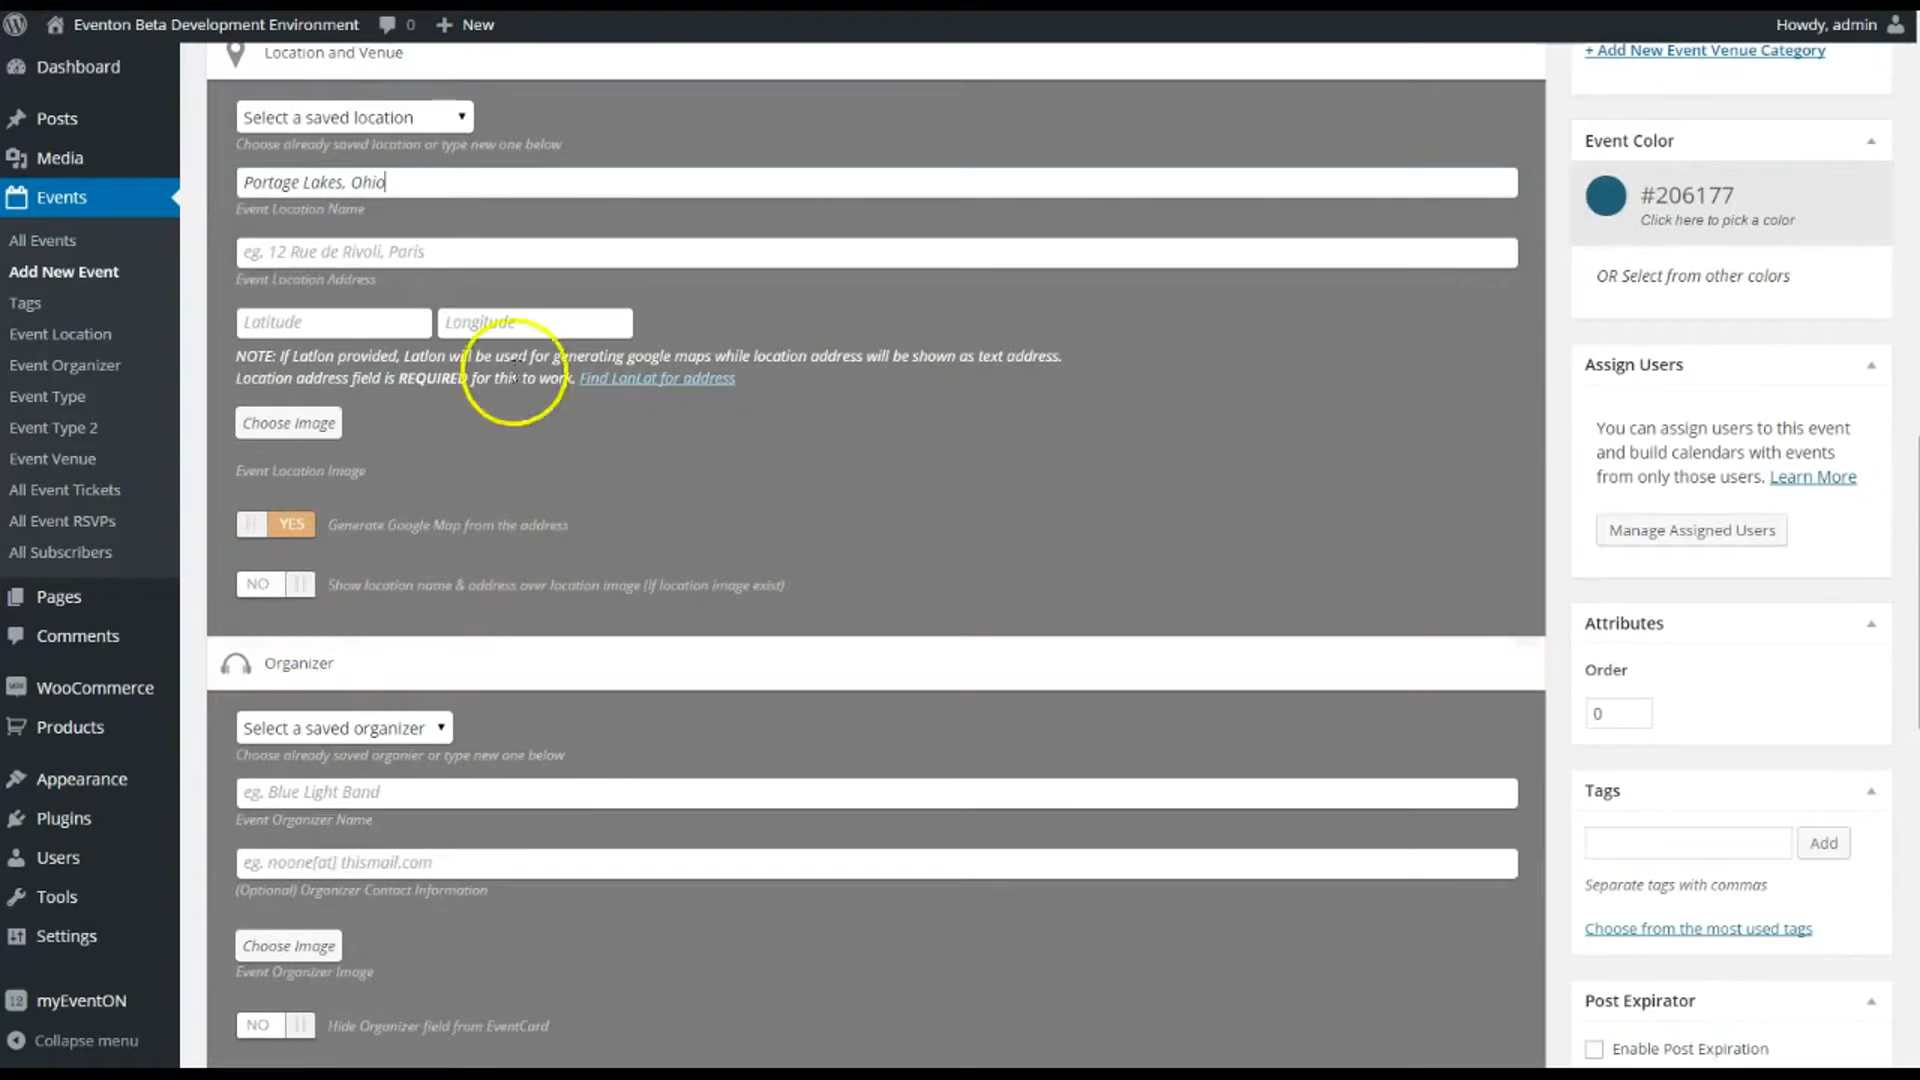 Eventon Beta Development Environment
0
New
Howdy, admin
Dashboard
Posts
Media
Events
All Events
Add New Event
Tags
Event Location
Event Organizer
Event Type
Event Type 2
Event Venue
All Event Tickets
All Event RSVPs
All Subscribers
Pages
Comments
WooCommerce
Products
Appearance
Plugins
Users
Tools
Settings
12
myEventON
Collapse menu
Location and Venue
Select a saved location
Choose already saved location or type new one below
Portage Lakes, Ohio
Event Location Name
eg. 12 Rue de Rivoli, Paris
Event Location Address
Latitude
Longitude
NOTE: If Latlon provided, Latlon will be used for generating google maps while location address will be shown as text address.
Location address field is REQUIRED for this to work. Find LanLat for address
Choose Image
Event Location Image
YES
Generate Google Map from the address
NO
Show location name & address over location image (If location image exist)
Organizer
Select a saved organizer
Choose already saved organier or type new one below
eg. Blue Light Band
Event Organizer Name
eg. noone[at] thismail.com
(Optional) Organizer Contact Information
Choose Image
Event Organizer Image
NO
Hide Organizer field from EventCard
+ Add New Event Venue Category
Event Color
#206177
Click here to pick a color
OR Select from other colors
Assign Users
You can assign users to this event
and build calendars with events
from only those users. Learn More
Manage Assigned Users
Attributes
Order
0
Tags
Add
Separate tags with commas
Choose from the most used tags
Post Expirator
Enable Post Expiration